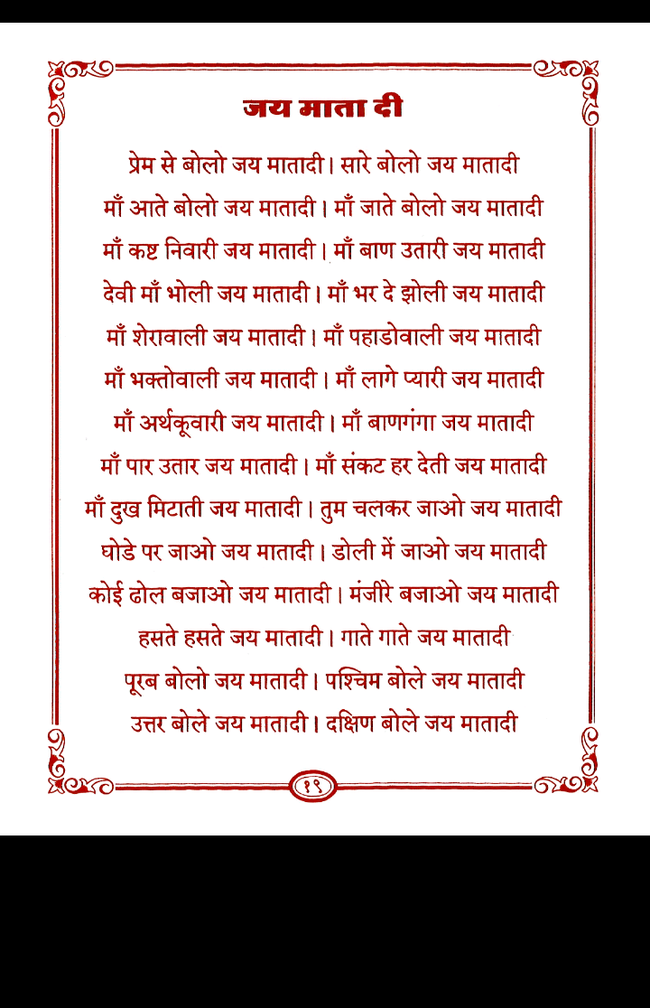 जय माता दी
प्रेम से बोलो जय मातादी। सारे बोलो जय मातादी
माँ आते बोलो जय मातादी। माँ जाते बोलो जय मातादी
माँ कष्ट निवारी जय मातादी। माँ बाण उतारी जय मातादी
देवी माँ भोली जय मातादी। माँ भर दे झोली जय मातादी
माँ शेरावाली जय मातादी। माँ पहाडोवाली जय मातादी
माँ भक्तोवाली जय मातादी। माँ लागे प्यारी जय मातादी
माँ अर्थकूवारी जय मातादी। माँ बाणगंगा जय मातादी
माँ पार उतार जय मातादी। माँ संकट हर देती जय मातादी
माँ दुख मिटाती जय मातादी। तुम चलकर जाओ जय मातादी
घोडे पर जाओ जय मातादी। डोली में जाओ जय मातादी
कोई ढोल बजाओ जय मातादी। मंजीरे बजाओ जय मातादी
हसते हसते जय मातादी। गाते गाते जय मातादी
पूरब बोलो जय मातादी। पश्चिम बोले जय मातादी
उत्तर बोले जय मातादी। दक्षिण बोले जय मातादी
१९